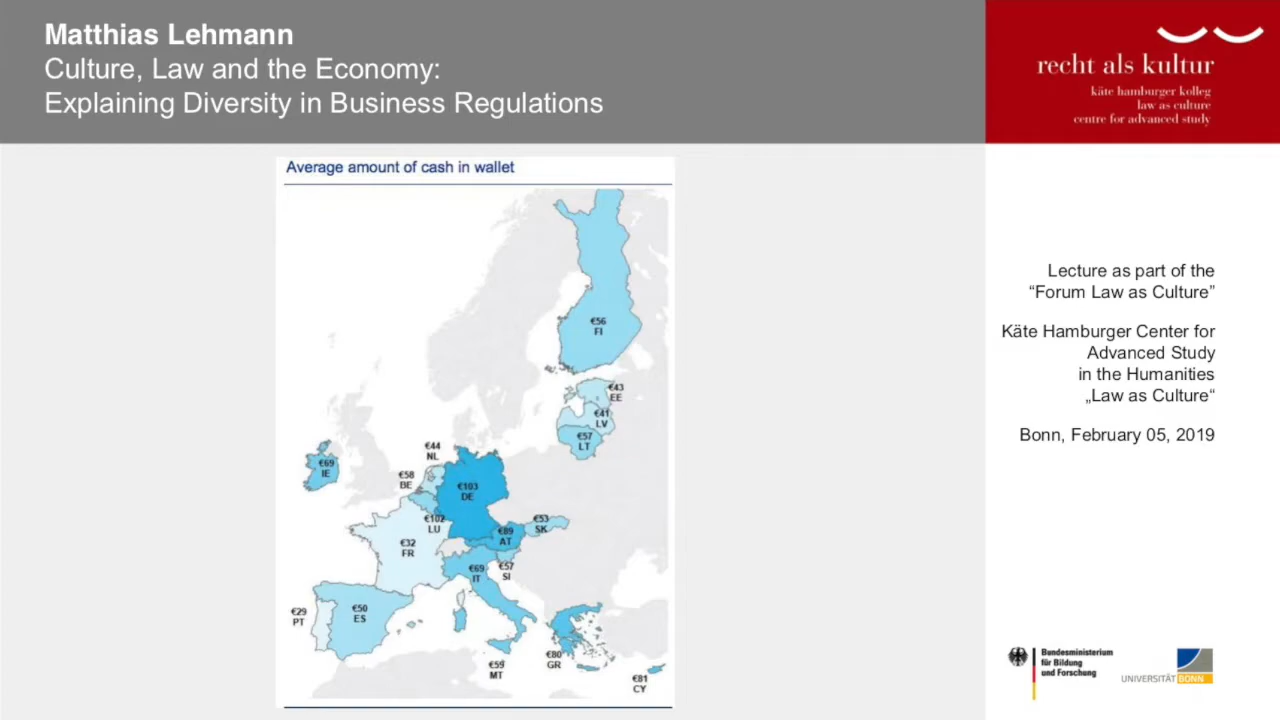 Matthias Lehmann
Culture, Law and the Economy:
Explaining Diversity in Business Regulations
recht als kultur
käte hamburger kolleg
law as culture
centre for advanced study
Average amount of cash in wallet
€56
FI
€43
EE
€41
LV
€57
LT
€69
IE
€44
NL
€58
BE
€103
DE
€102
LU
€53
SK
€89
AT
€32
FR
€69
IT
€57
SI
€29
PT
€50
ES
€59
MT
€80
GR
€81
CY
Lecture as part of the
“Forum Law as Culture”
Käte Hamburger Center for
Advanced Study
in the Humanities
„Law as Culture“
Bonn, February 05, 2019
Bundesministerium
für Bildung
und Forschung
UNIVERSITÄT BONN